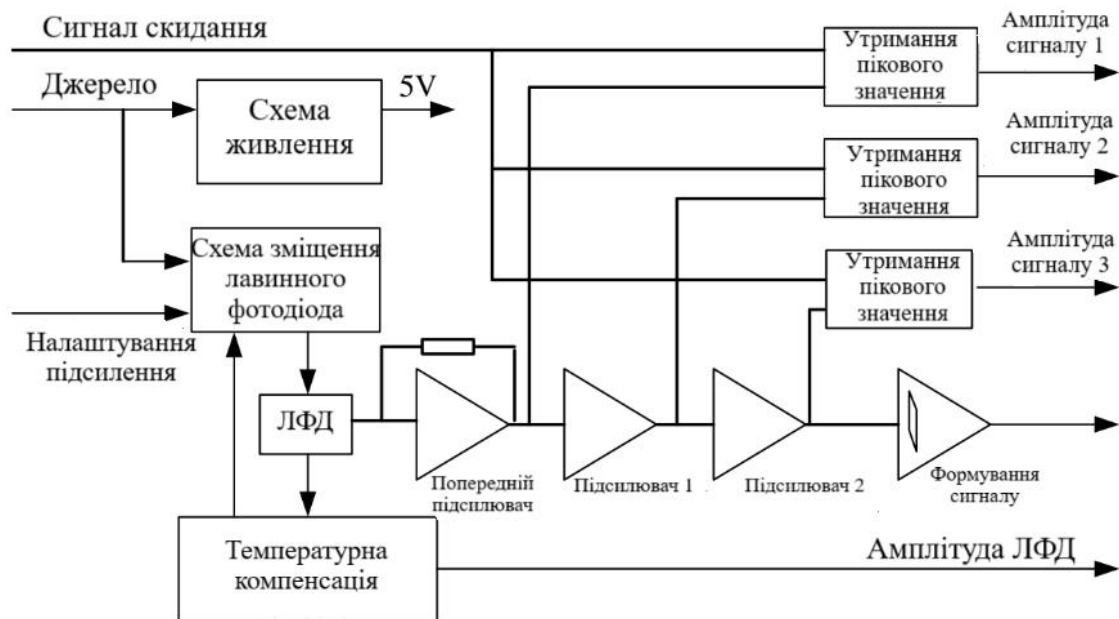 Сигнал скидання
Джерело
5V
Схема
живлення
Утримання
пікового
значення
Амплітуда
сигналу 1
Утримання
пікового
значення
Амплітуда
сигналу 2
Схема зміщення
лавинного
фотодіода
Утримання
пікового
значення
Амплітуда
сигналу 3
Налаштування
підсилення
ЛФД
Попередній
підсилювач
Підсилювач 1
Підсилювач 2
Формування
сигналу
Температурна
компенсація
Амплітуда ЛФД